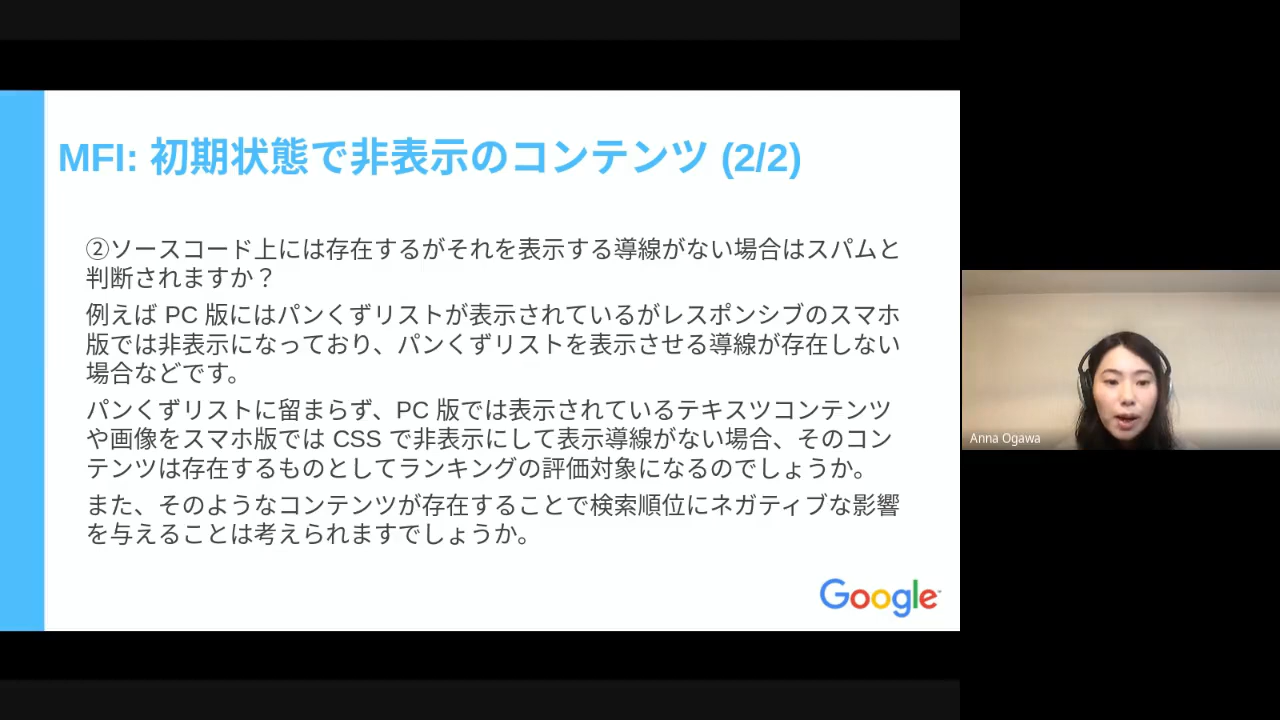 MFI: 初期状態で非表示のコンテンツ (2/2)
②ソースコード上には存在するがそれを表示する導線がない場合はスパムと
判断されますか？
例えば PC 版にはパンくずリストが表示されているがレスポンシブのスマホ
版では非表示になっており、パンくずリストを表示させる導線が存在しない
場合などです。
パンくずリストに留まらず、PC 版では表示されているテキスツコンテンツ
や画像をスマホ版では CSS で非表示にして表示導線がない場合、そのコン
テンツは存在するものとしてランキングの評価対象になるのでしょうか。
また、そのようなコンテンツが存在することで検索順位にネガティブな影響
を与えることは考えられますでしょうか。
Google
Anna Ogawa